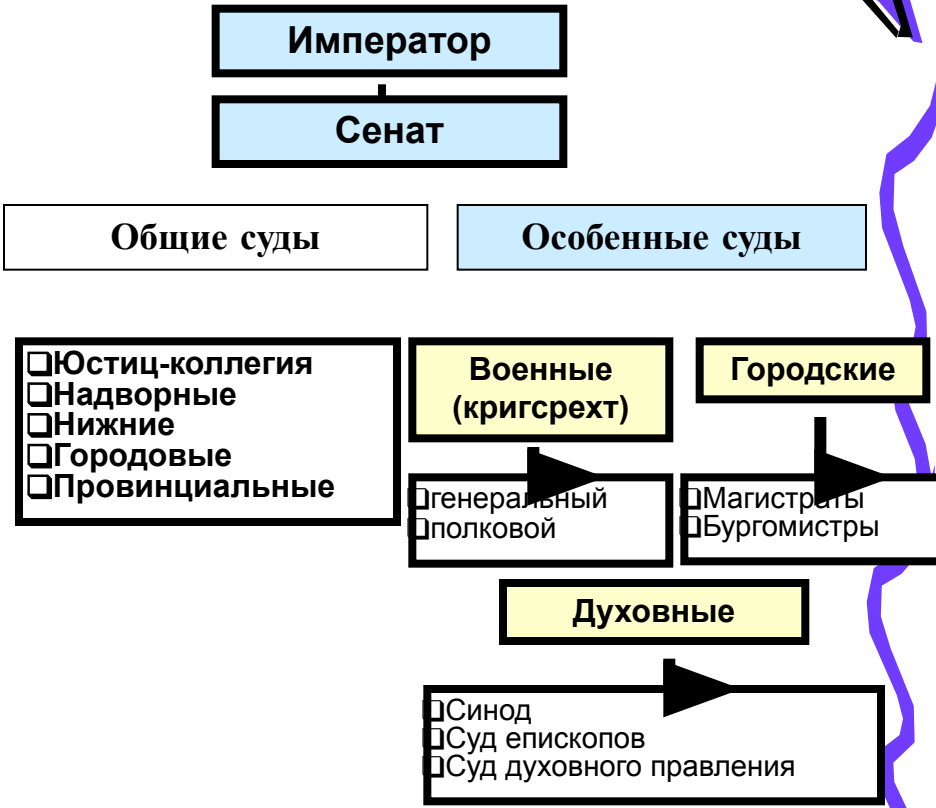 Император
Сенат
Общие суды
Особенные суды
❑Юстиц-коллегия
❑Надворные
❑Нижние
❑Городовые
❑Провинциальные
Военные
(кригсрехт)
❑генеральный
❑полковой
Городские
❑Магистраты
❑Бургомистры
Духовные
❑Синод
❑Суд епископов
❑Суд духовного правления